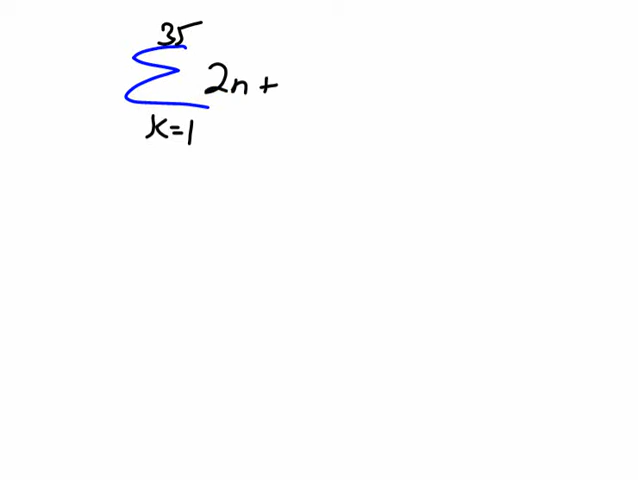 35
∑ 2n +
K=1